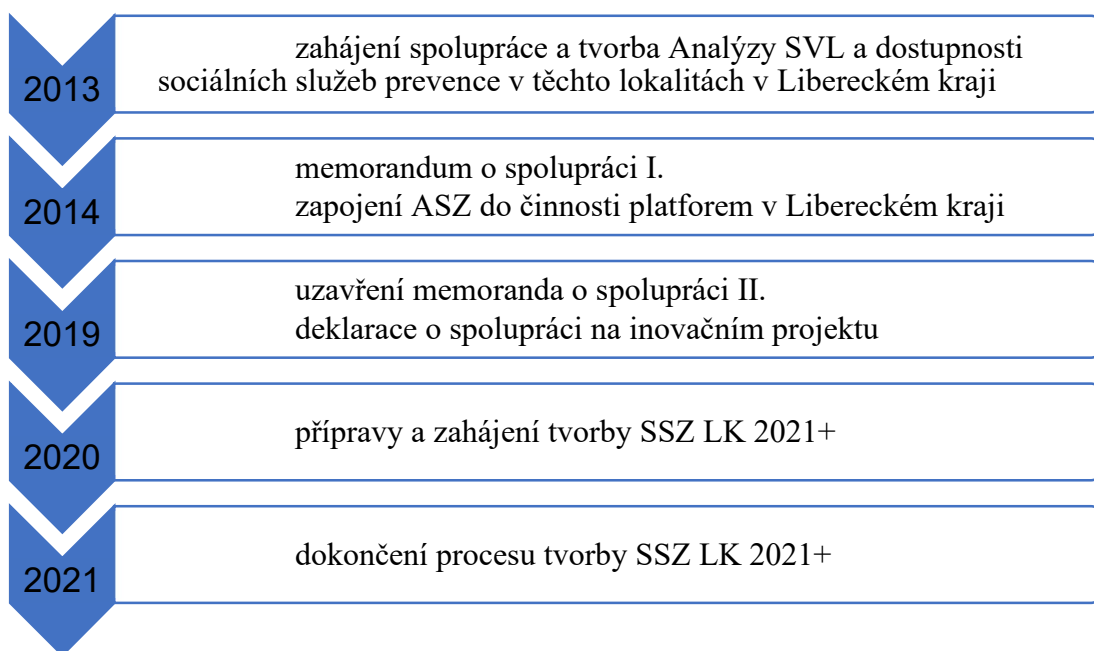 2013
zahájení spolupráce a tvorba Analýzy SVL a dostupnosti
sociálních služeb prevence v těchto lokalitách v Libereckém kraji
2014
memorandum o spolupráci I.
zapojení ASZ do činnosti platforem v Libereckém kraji
2019
uzavření memoranda o spolupráci II.
deklarace o spolupráci na inovačním projektu
2020
přípravy a zahájení tvorby SSZ LK 2021+
2021
dokončení procesu tvorby SSZ LK 2021+